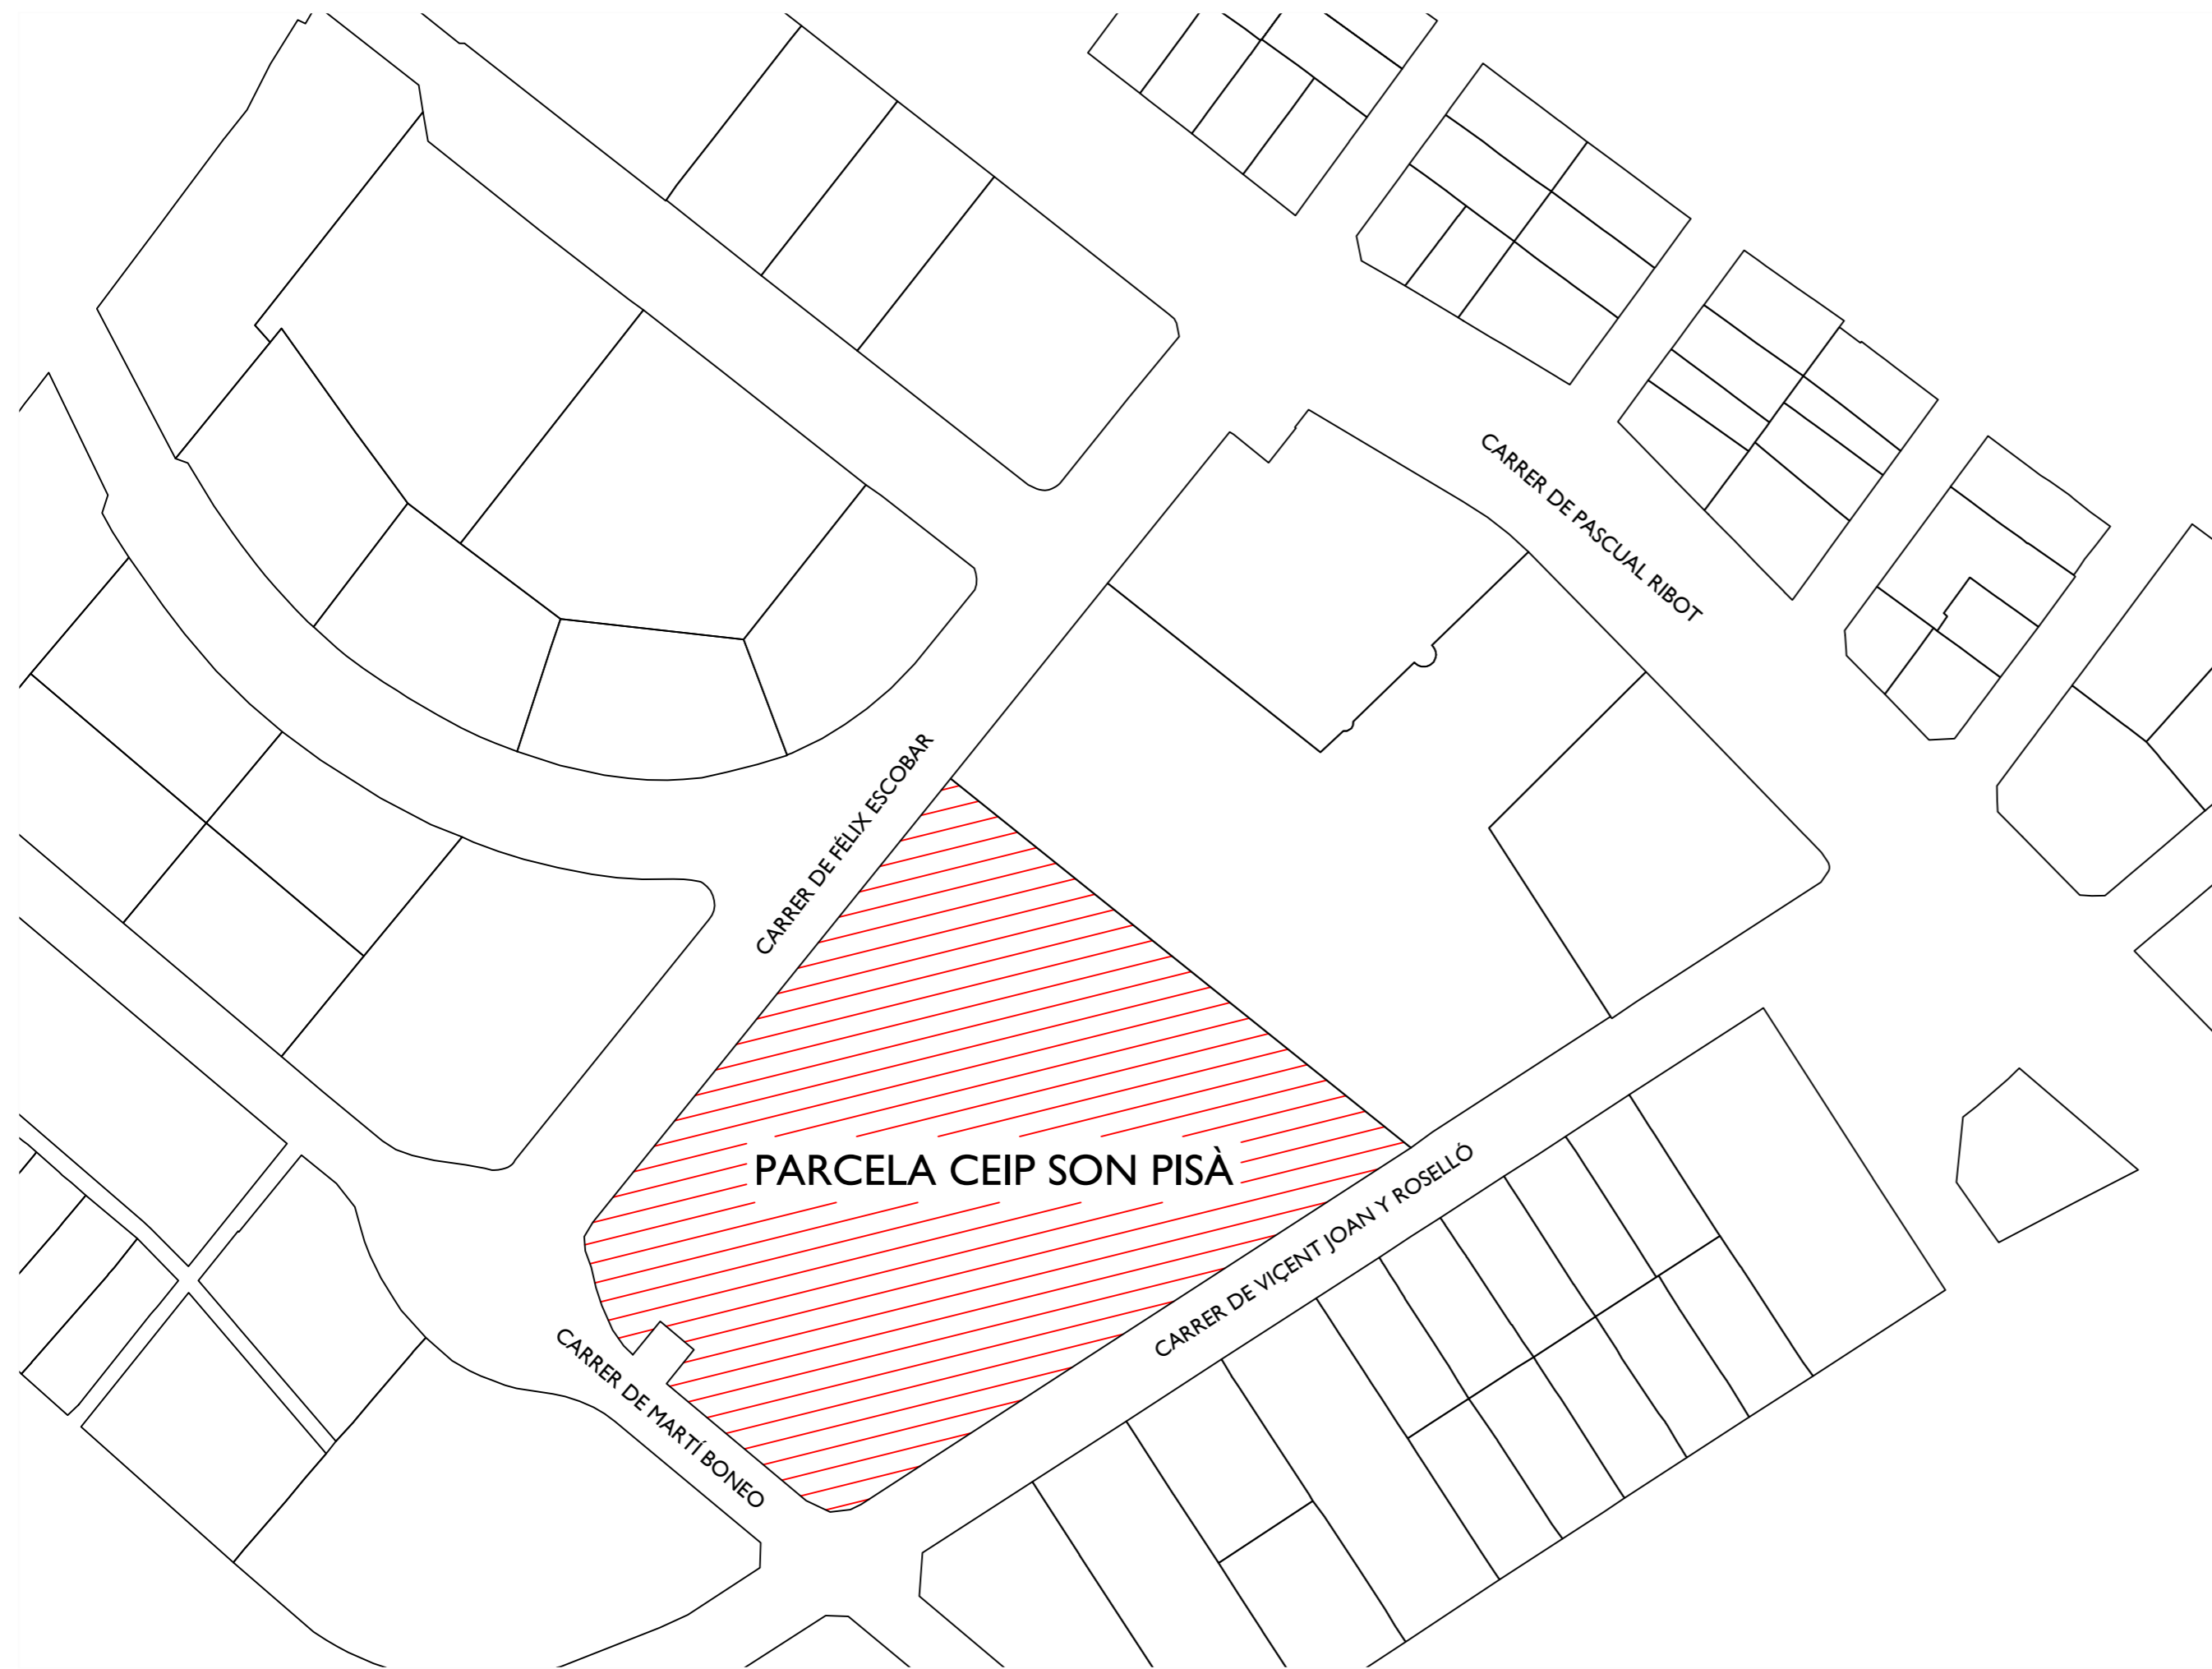 CARRER DE PASCUAL RIBOT
CARRER DE FÉLIX ESCOBAR
PARCELA CEIP SON PISÀ
CARRER DE VIÇENT JOAN Y ROSELLÓ
CARRER DE MARTÍ BONEO